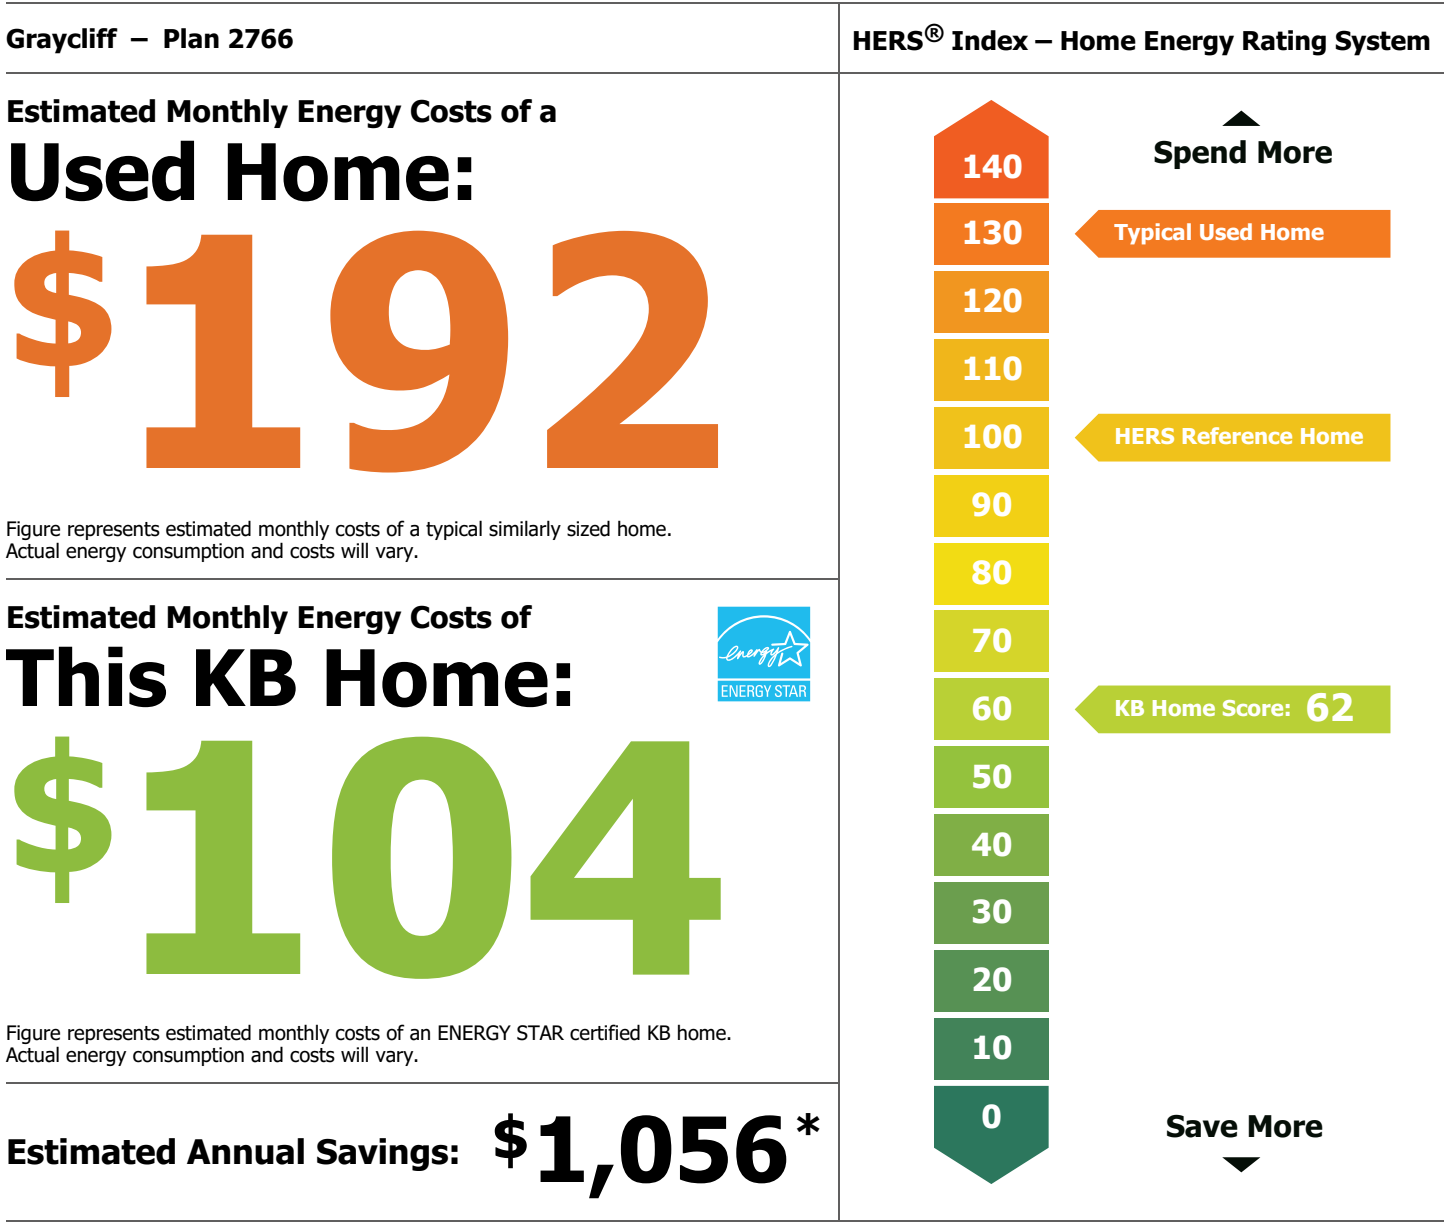 Graycliff – Plan 2766
Estimated Monthly Energy Costs of a
Used Home:
$192
Figure represents estimated monthly costs of a typical similarly sized home.
Actual energy consumption and costs will vary.
Estimated Monthly Energy Costs of
This KB Home:
energy
ENERGY STAR
$104
Figure represents estimated monthly costs of an ENERGY STAR certified KB home.
Actual energy consumption and costs will vary.
Estimated Annual Savings: $1,056*
HERS® Index – Home Energy Rating System
Spend More
140
130 Typical Used Home
120
110
100 HERS Reference Home
90
80
70
60 KB Home Score: 62
50
40
30
20
10
0
Save More